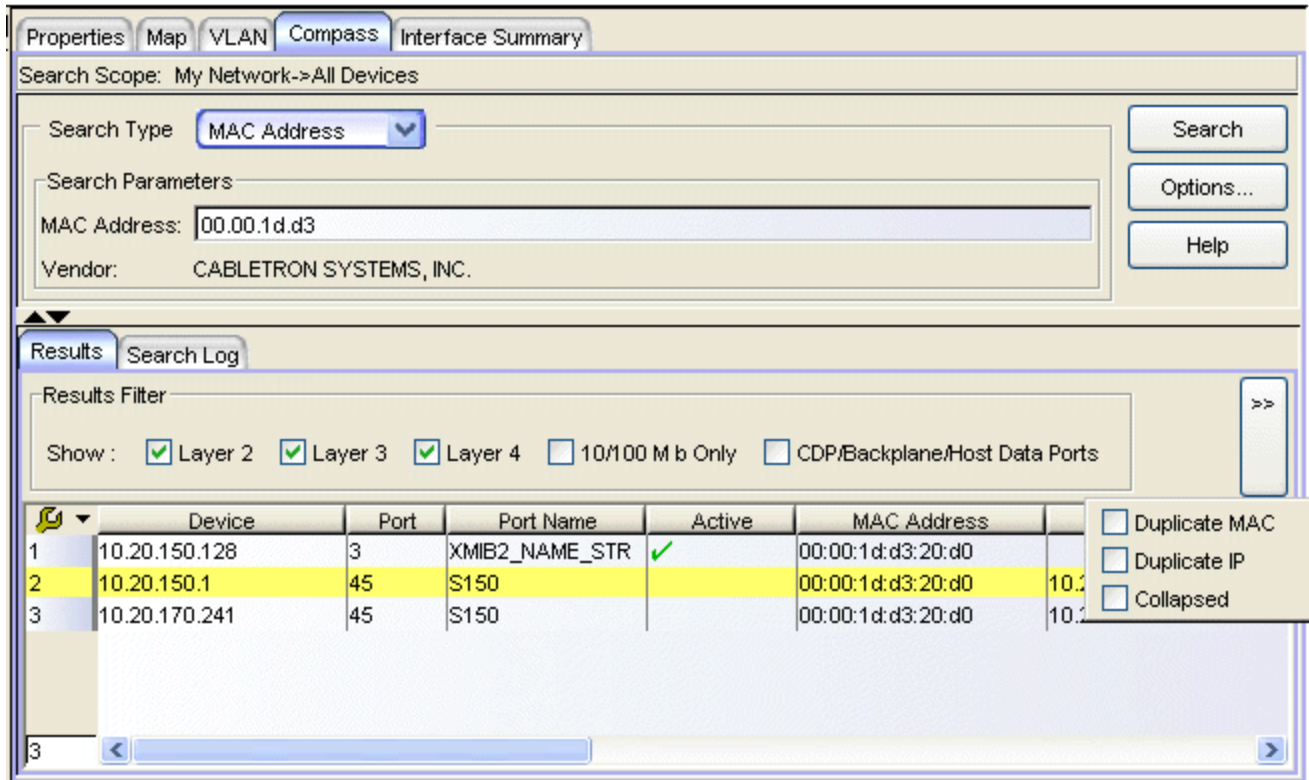 Properties Map VLAN Compass Interface Summary
Search Scope: My Network->All Devices
Search Type MAC Address
Search
Search Parameters
Options...
MAC Address: 00.00.1d.d3
Help
Vendor: CABLETRON SYSTEMS, INC.
Results Search Log
Results Filter
>>
Show : Layer 2 Layer 3 Layer 4 10/100 M b Only CDP/Backplane/Host Data Ports
Device Port Port Name Active MAC Address
Duplicate MAC
1 10.20.150.128 3 XMIB2_NAME_STR 00:00:1d:d3:20:d0
Duplicate IP
2 10.20.150.1 45 S150 00:00:1d:d3:20:d0
Collapsed
3 10.20.170.241 45 S150 00:00:1d:d3:20:d0
3